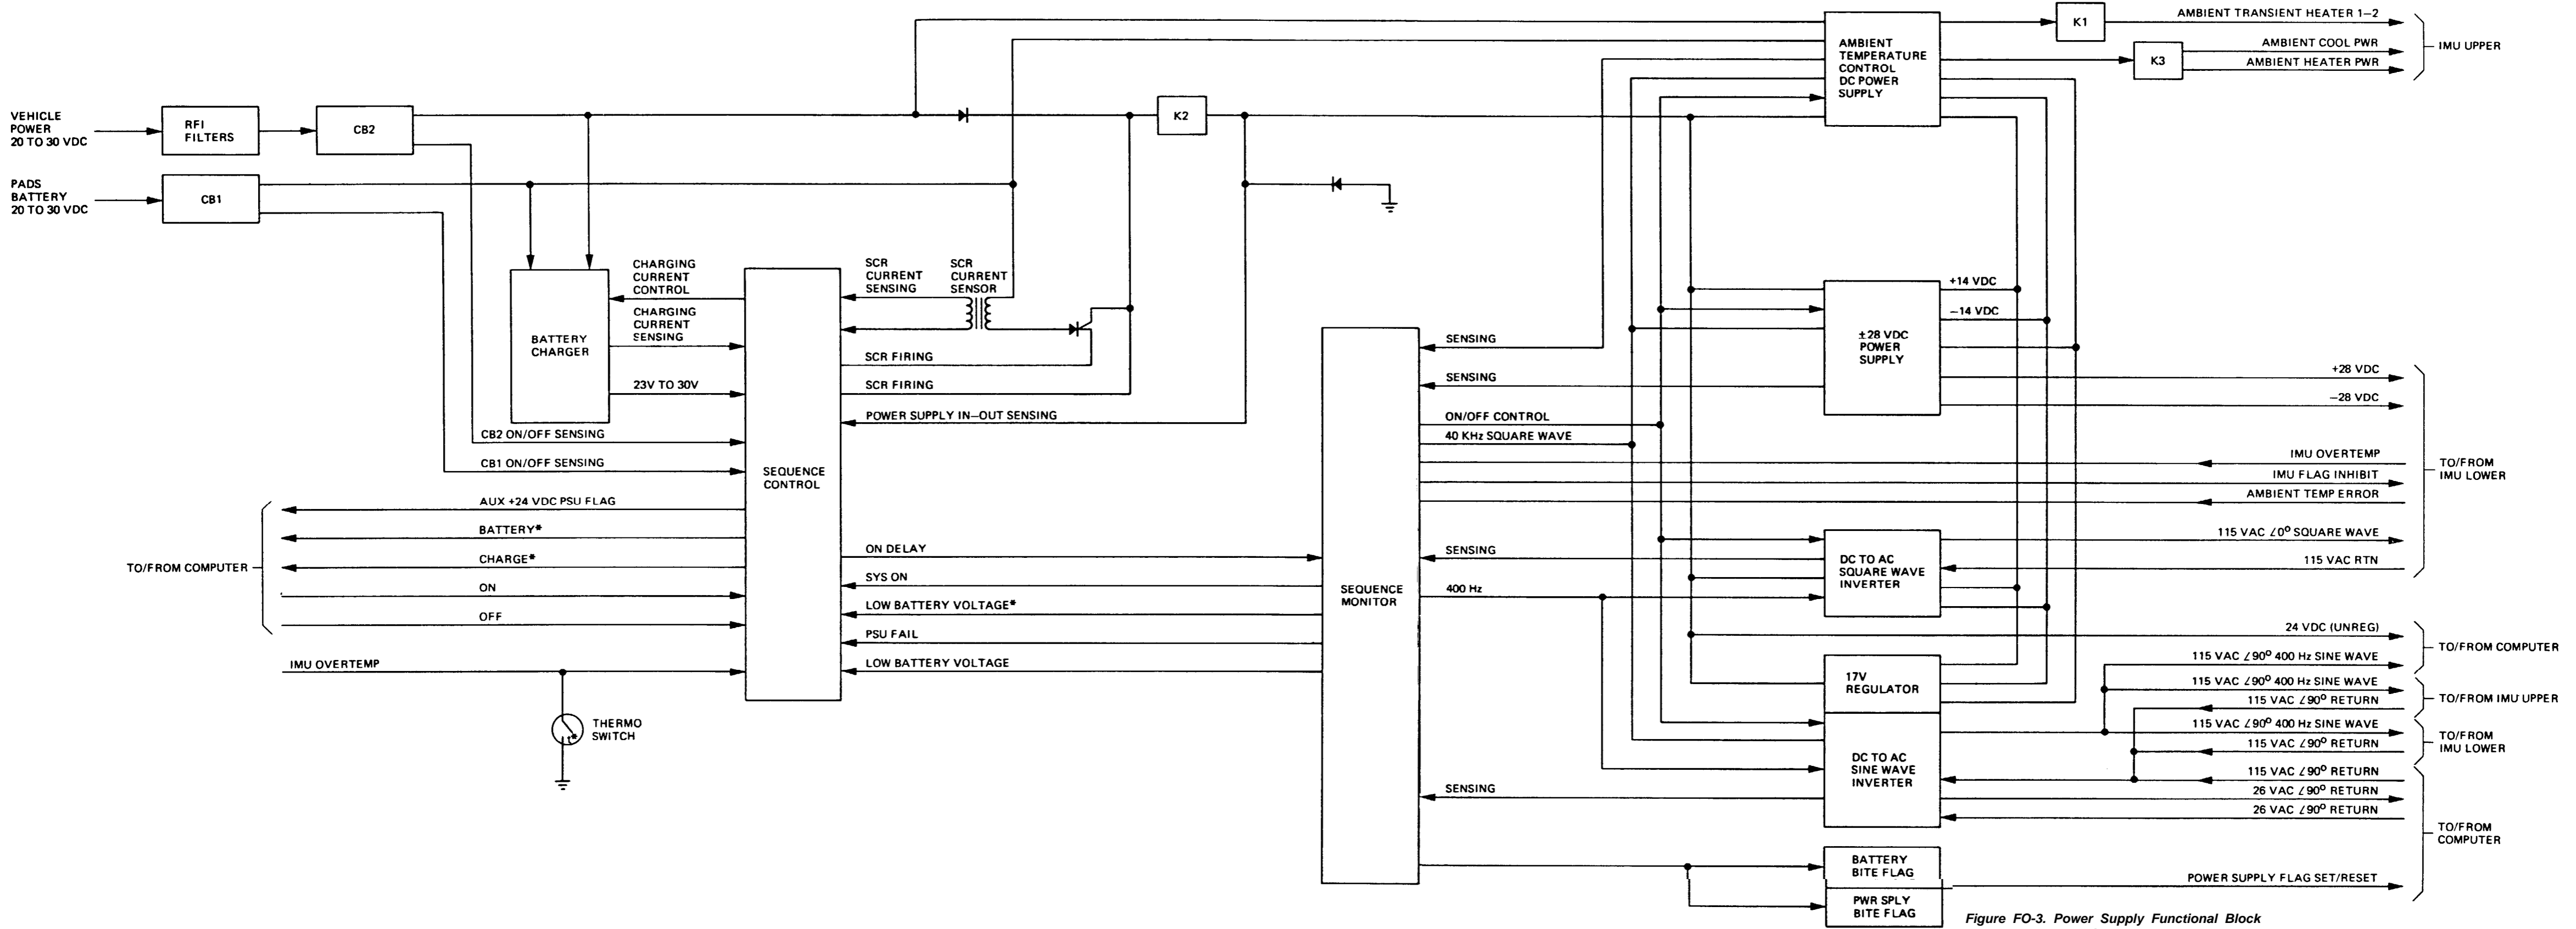 VEHICLE
POWER
20 TO 30 VDC
RFI
FILTERS
CB2
PADS
BATTERY
20 TO 30 VDC
CB1
K2
AMBIENT
TEMPERATURE
CONTROL
DC POWER
SUPPLY
K1
AMBIENT TRANSIENT HEATER 1–2
K3
AMBIENT COOL PWR
AMBIENT HEATER PWR
IMU UPPER
BATTERY
CHARGER
CHARGING
CURRENT
CONTROL
CHARGING
CURRENT
SENSING
23V TO 30V
CB2 ON/OFF SENSING
CB1 ON/OFF SENSING
SEQUENCE
CONTROL
SCR
CURRENT
SENSING
SCR
CURRENT
SENSOR
SCR FIRING
SCR FIRING
POWER SUPPLY IN–OUT SENSING
TO/FROM COMPUTER
AUX +24 VDC PSU FLAG
BATTERY*
CHARGE*
ON
OFF
IMU OVERTEMP
THERMO
SWITCH
t*
ON DELAY
SYS ON
LOW BATTERY VOLTAGE*
PSU FAIL
LOW BATTERY VOLTAGE
SEQUENCE
MONITOR
SENSING
SENSING
ON/OFF CONTROL
40 KHz SQUARE WAVE
SENSING
400 Hz
SENSING
±28 VDC
POWER
SUPPLY
+14 VDC
–14 VDC
+28 VDC
–28 VDC
IMU OVERTEMP
IMU FLAG INHIBIT
AMBIENT TEMP ERROR
TO/FROM
IMU LOWER
DC TO AC
SQUARE WAVE
INVERTER
115 VAC ∠0° SQUARE WAVE
115 VAC RTN
24 VDC (UNREG)
115 VAC ∠90° 400 Hz SINE WAVE
TO/FROM COMPUTER
17V
REGULATOR
115 VAC ∠90° 400 Hz SINE WAVE
115 VAC ∠90° RETURN
TO/FROM IMU UPPER
115 VAC ∠90° 400 Hz SINE WAVE
115 VAC ∠90° RETURN
TO/FROM
IMU LOWER
DC TO AC
SINE WAVE
INVERTER
115 VAC ∠90° RETURN
26 VAC ∠90° RETURN
26 VAC ∠90° RETURN
TO/FROM
COMPUTER
BATTERY
BITE FLAG
PWR SPLY
BITE FLAG
POWER SUPPLY FLAG SET/RESET
Figure FO-3. Power Supply Functional Block